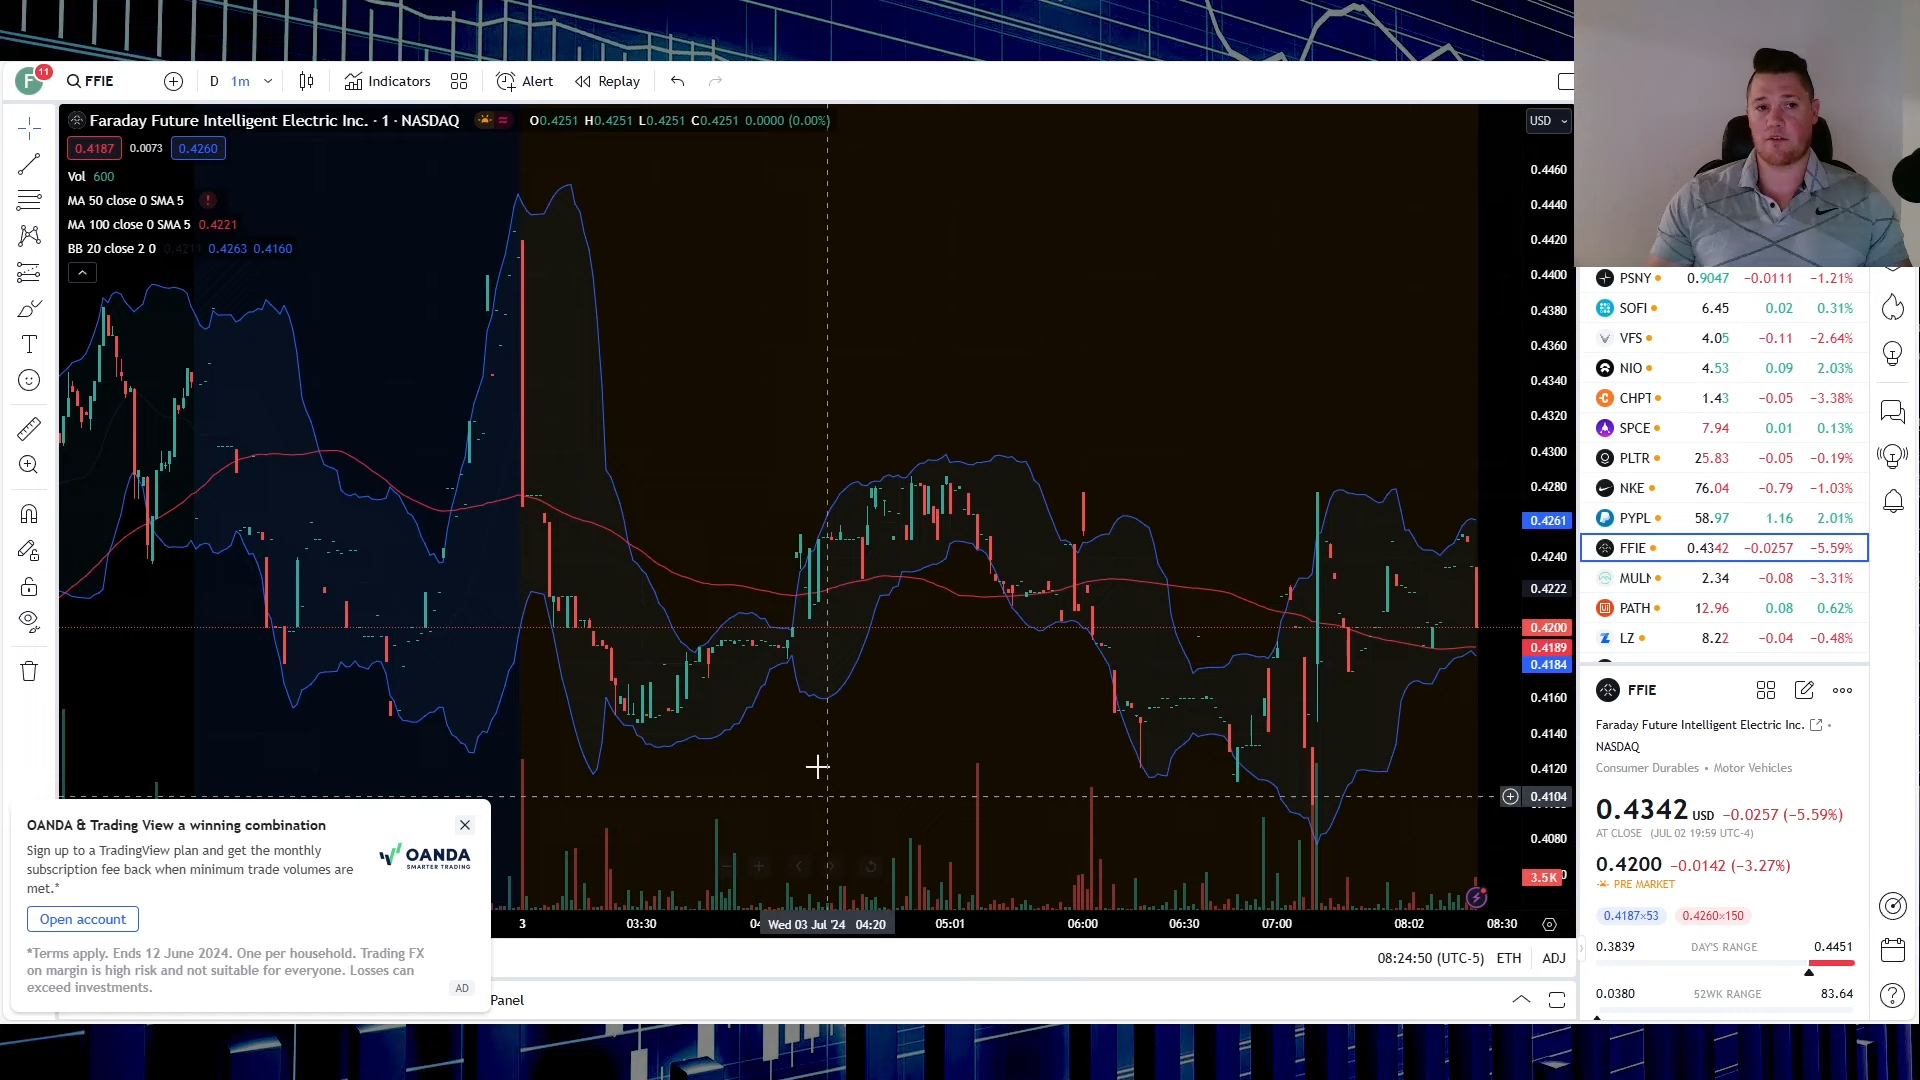 11
FFIE
D 1m
Indicators
Alert
Replay
Faraday Future Intelligent Electric Inc. · 1 · NASDAQ
O0.4251 H0.4251 L0.4251 C0.4251 0.0000 (0.00%)
USD
0.4187 0.0073 0.4260
Vol 600
MA 50 close 0 SMA 5
MA 100 close 0 SMA 5 0.4221
BB 20 close 2 0 0.4263 0.4160
0.4460
0.4440
0.4420
0.4400
0.4380
0.4360
0.4340
0.4320
0.4300
0.4280
0.4261
0.4240
0.4222
0.4200
0.4189
0.4184
0.4160
0.4140
0.4120
0.4104
0.4080
3.5K
3
03:30
Wed 03 Jul '24 04:20
05:01
06:00
07:00
08:02
08:30
08:24:50 (UTC-5) ETH ADJ
Panel
OANDA & Trading View a winning combination
Sign up to a TradingView plan and get the monthly
subscription fee back when minimum trade volumes are
met.*
OANDA
SMARTER TRADING
Open account
*Terms apply. Ends 12 June 2024. One per household. Trading FX
on margin is high risk and not suitable for everyone. Losses can
exceed investments.
AD
PSNY 0.9047 −0.0111 −1.21%
SOFI 6.45 0.02 0.31%
VFS 4.05 −0.11 −2.64%
NIO 4.53 0.09 2.03%
CHPT 1.43 −0.05 −3.38%
SPCE 7.94 0.01 0.13%
PLTR 25.83 −0.05 −0.19%
NKE 76.04 −0.79 −1.03%
PYPL 58.97 1.16 2.01%
FFIE 0.4342 −0.0257 −5.59%
MULN 2.34 −0.08 −3.31%
PATH 12.96 0.08 0.62%
LZ 8.22 −0.04 −0.48%
FFIE
Faraday Future Intelligent Electric Inc. •
NASDAQ
Consumer Durables • Motor Vehicles
0.4342 USD −0.0257 (−5.59%)
AT CLOSE (JUL 02 19:59 UTC-4)
0.4200 −0.0142 (−3.27%)
PRE MARKET
0.4187×53 0.4260×150
0.3839 DAY'S RANGE 0.4451
0.0380 52WK RANGE 83.64